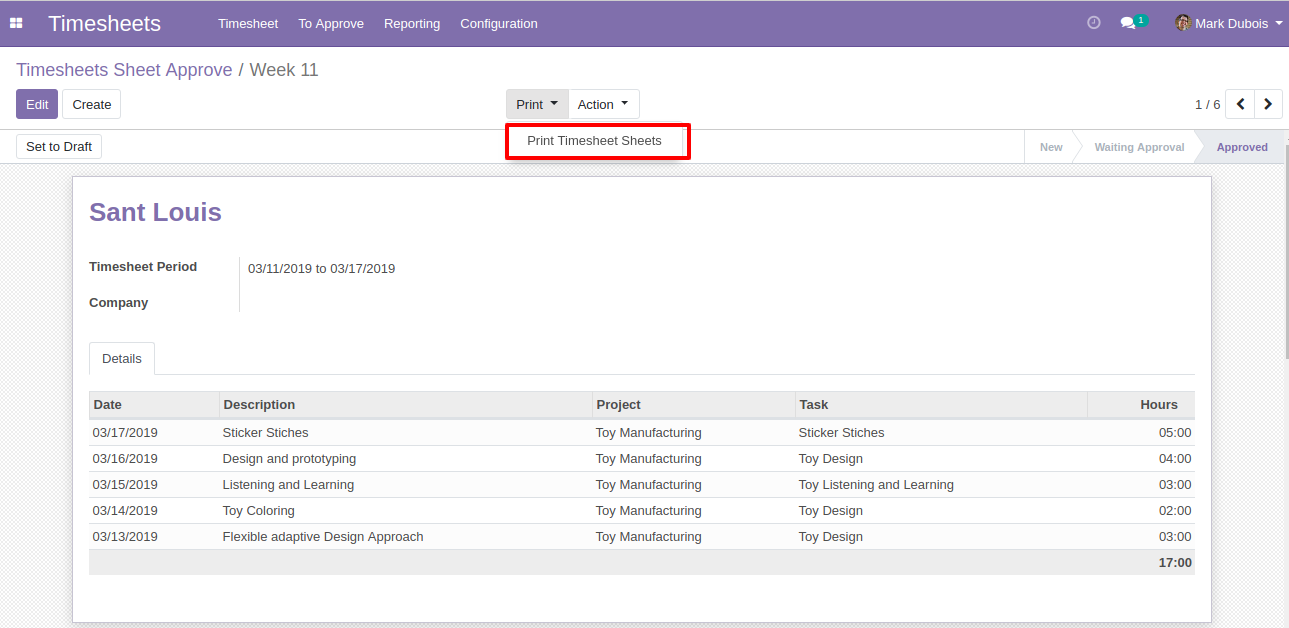 Timesheets Timesheet To Approve Reporting Configuration 1 Mark Dubois
Timesheets Sheet Approve / Week 11
Edit Create Print Action 1 / 6
Set to Draft Print Timesheet Sheets New Waiting Approval Approved
Sant Louis
Timesheet Period 03/11/2019 to 03/17/2019
Company
Details
Date Description Project Task Hours
03/17/2019 Sticker Stiches Toy Manufacturing Sticker Stiches 05:00
03/16/2019 Design and prototyping Toy Manufacturing Toy Design 04:00
03/15/2019 Listening and Learning Toy Manufacturing Toy Listening and Learning 03:00
03/14/2019 Toy Coloring Toy Manufacturing Toy Design 02:00
03/13/2019 Flexible adaptive Design Approach Toy Manufacturing Toy Design 03:00
17:00